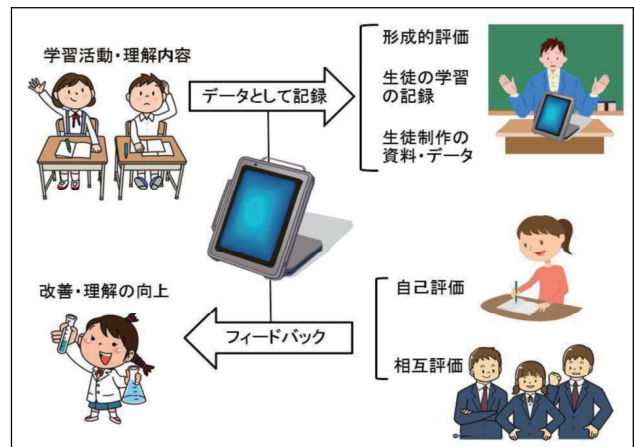 学習活動・理解内容
データとして記録
形成的評価
生徒の学習
の記録
生徒制作の
資料・データ
改善・理解の向上
フィードバック
自己評価
相互評価